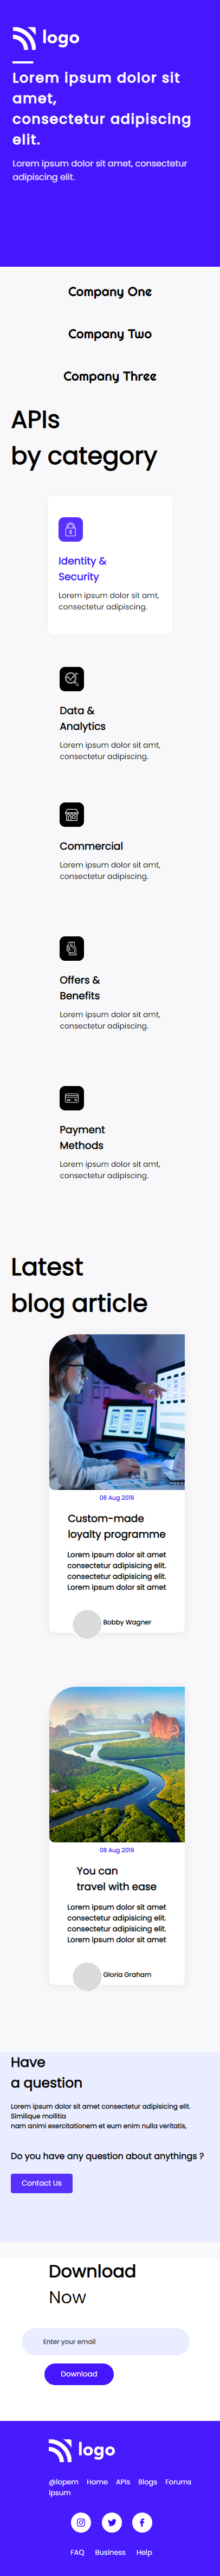 logo
Lorem ipsum dolor sit
amet,
consectetur adipiscing
elit.
Lorem ipsum dolor sit amet, consectetur
adipiscing elit.
Company One
Company Two
Company Three
APIs
by category
Identity &
Security
Lorem ipsum dolor sit amt,
consectetur adipiscing.
Data &
Analytics
Lorem ipsum dolor sit amt,
consectetur adipiscing.
Commercial
Lorem ipsum dolor sit amt,
consectetur adipiscing.
Offers &
Benefits
Lorem ipsum dolor sit amt,
consectetur adipiscing.
Payment
Methods
Lorem ipsum dolor sit amt,
consectetur adipiscing.
Latest
blog article
06 Aug 2019
Custom-made
loyalty programme
Lorem ipsum dolor sit amet
consectetur adipisicing elit.
consectetur adipisicing elit.
Lorem ipsum dolor sit amet
Bobby Wagner
08 Aug 2019
You can
travel with ease
Lorem ipsum dolor sit amet
consectetur adipisicing elit.
consectetur adipisicing elit.
Lorem ipsum dolor sit amet
Gloria Graham
Have
a question
Lorem ipsum dolor sit amet consectetur adipisicing elit.
Similique mollitia
nam animi exercitationem et eum enim nulla veritatis,
Do you have any question about anythings ?
Contact Us
Download
Now
Enter your email
Download
logo
@lopem Home APIs Blogs Forums
ipsum
FAQ Business Help